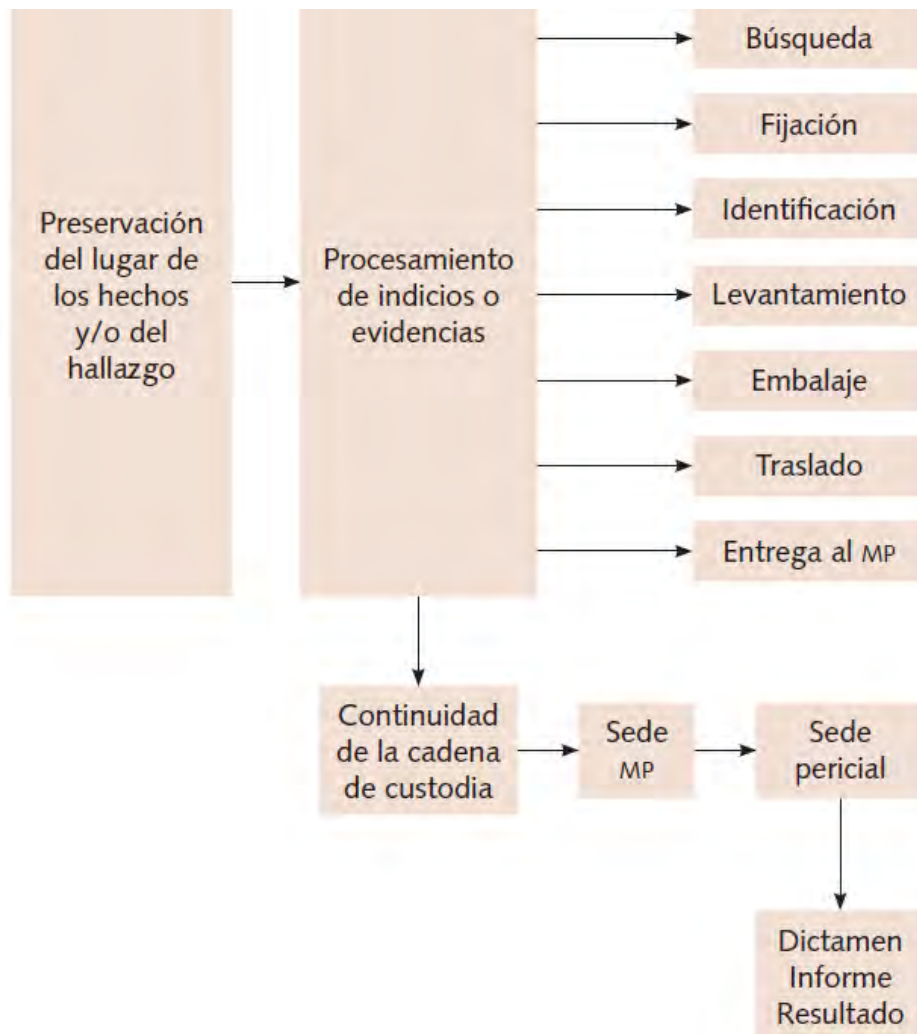 Preservación
del lugar de
los hechos
y/o del
hallazgo
Procesamiento
de indicios o
evidencias
Búsqueda
Fijación
Identificación
Levantamiento
Embalaje
Traslado
Entrega al MP
Continuidad
de la cadena
de custodia
Sede
MP
Sede
pericial
Dictamen
Informe
Resultado